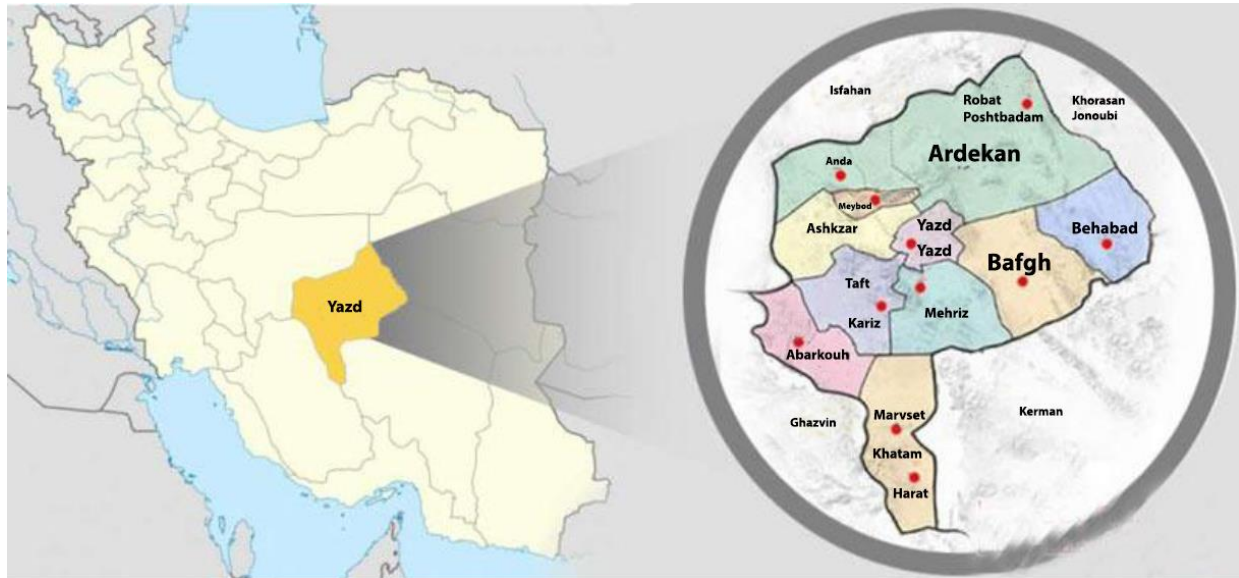 Yazd
Isfahan
Khorasan
Jonoubi
Robat
Poshtbadam
Ardekan
Anda
Meybod
Ashkzar
Yazd
Yazd
Behabad
Bafgh
Taft
Kariz
Mehriz
Abarkouh
Ghazvin
Marvset
Kerman
Khatam
Harat